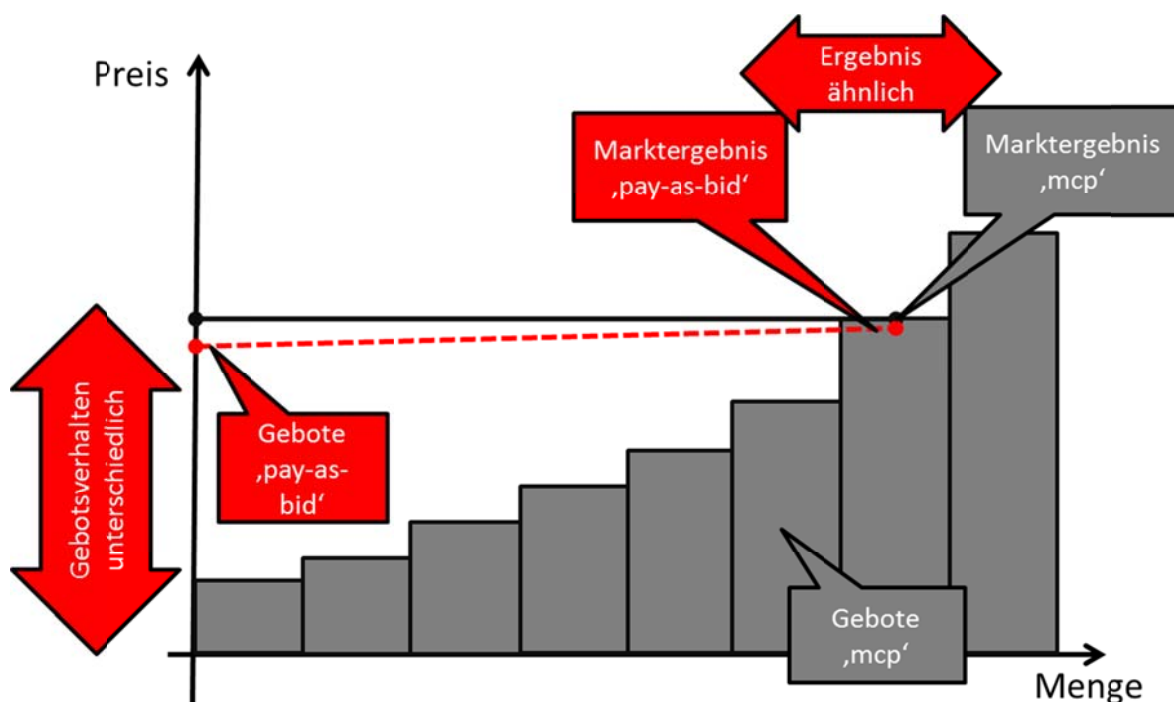 Preis
Ergebnis
ähnlich
Marktergebnis
‚pay-as-bid‘
Marktergebnis
‚mcp‘
Gebotsverhalten
unterschiedlich
Gebote
‚pay-as-
bid‘
Gebote
‚mcp‘
Menge